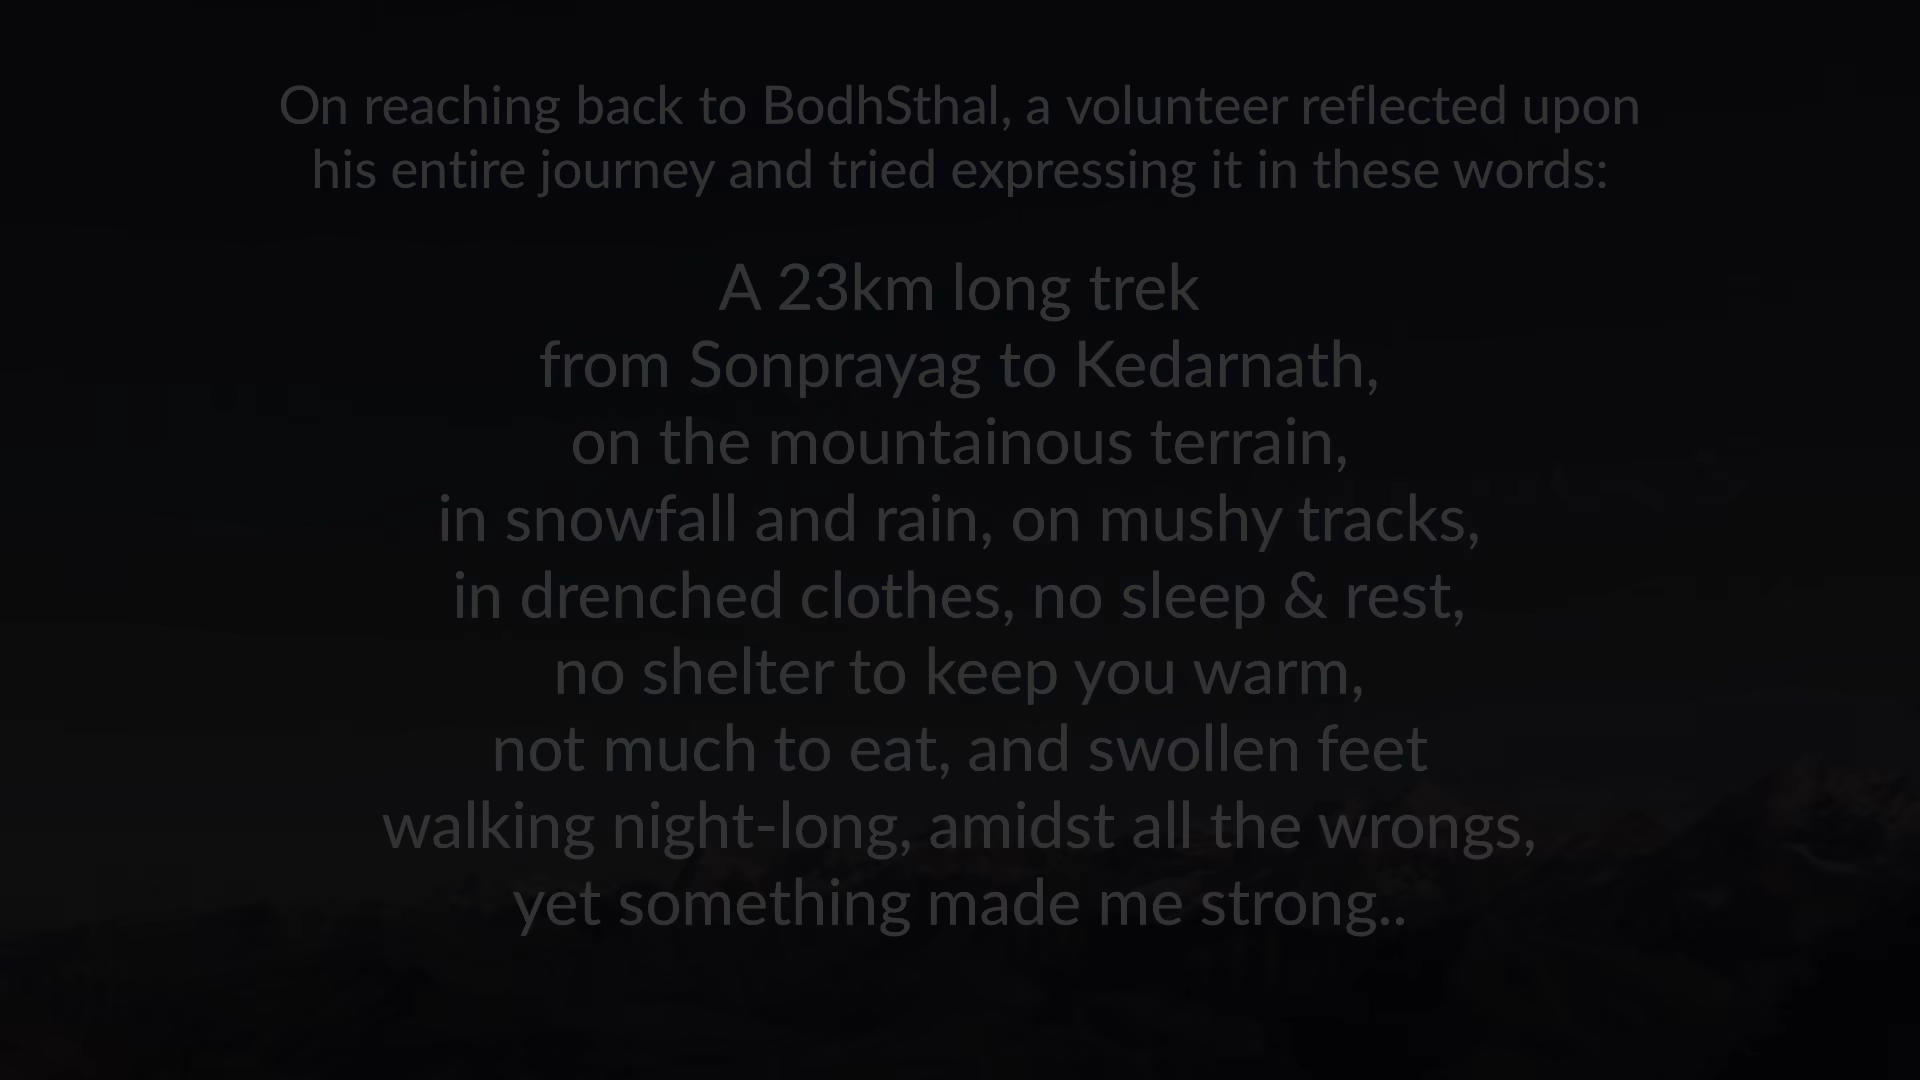 On reaching back to BodhSthal, a volunteer reflected upon
his entire journey and tried expressing it in these words:
A 23km long trek
from Sonprayag to Kedarnath,
on the mountainous terrain,
in snowfall and rain, on mushy tracks,
in drenched clothes, no sleep & rest,
no shelter to keep you warm,
not much to eat, and swollen feet
walking night-long, amidst all the wrongs,
yet something made me strong..